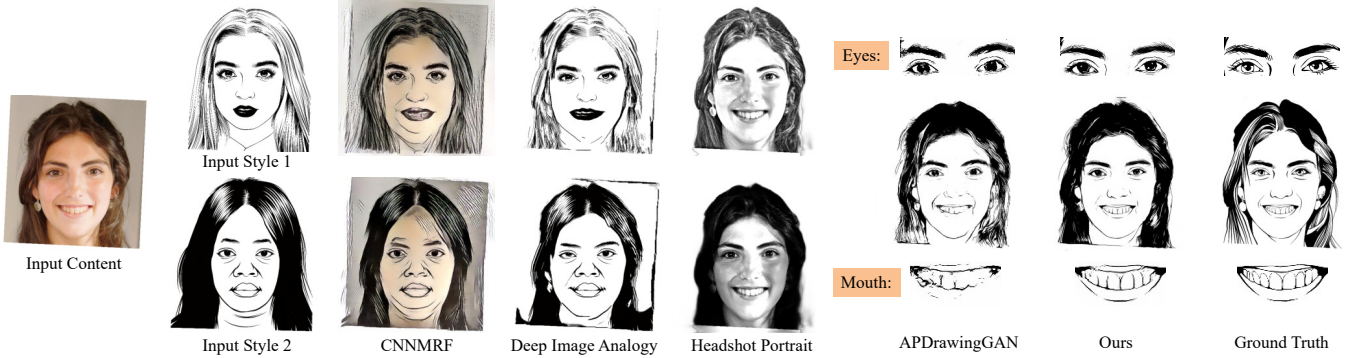 Eyes:
Input Style 1
Input Content
Mouth:
Input Style 2
CNNMRF
Deep Image Analogy
Headshot Portrait
APDrawingGAN
Ours
Ground Truth